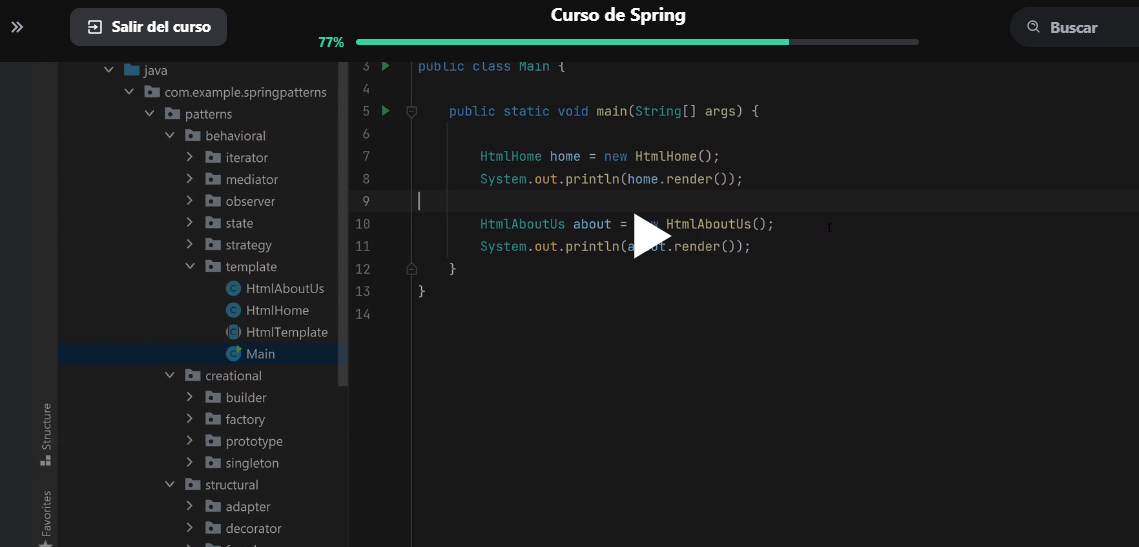 Salir del curso
Curso de Spring
77%
Buscar
java
com.example.springpatterns
patterns
behavioral
iterator
mediator
observer
state
strategy
template
HtmlAboutUs
HtmlHome
HtmlTemplate
Main
creational
builder
factory
prototype
singleton
structural
adapter
decorator
Structure
Favorites
3 public class Main {
4
5 public static void main(String[] args) {
6
7 HtmlHome home = new HtmlHome();
8 System.out.println(home.render());
9
10 HtmlAboutUs about = HtmlAboutUs();
11 System.out.println( .render());
12 }
13 }
14